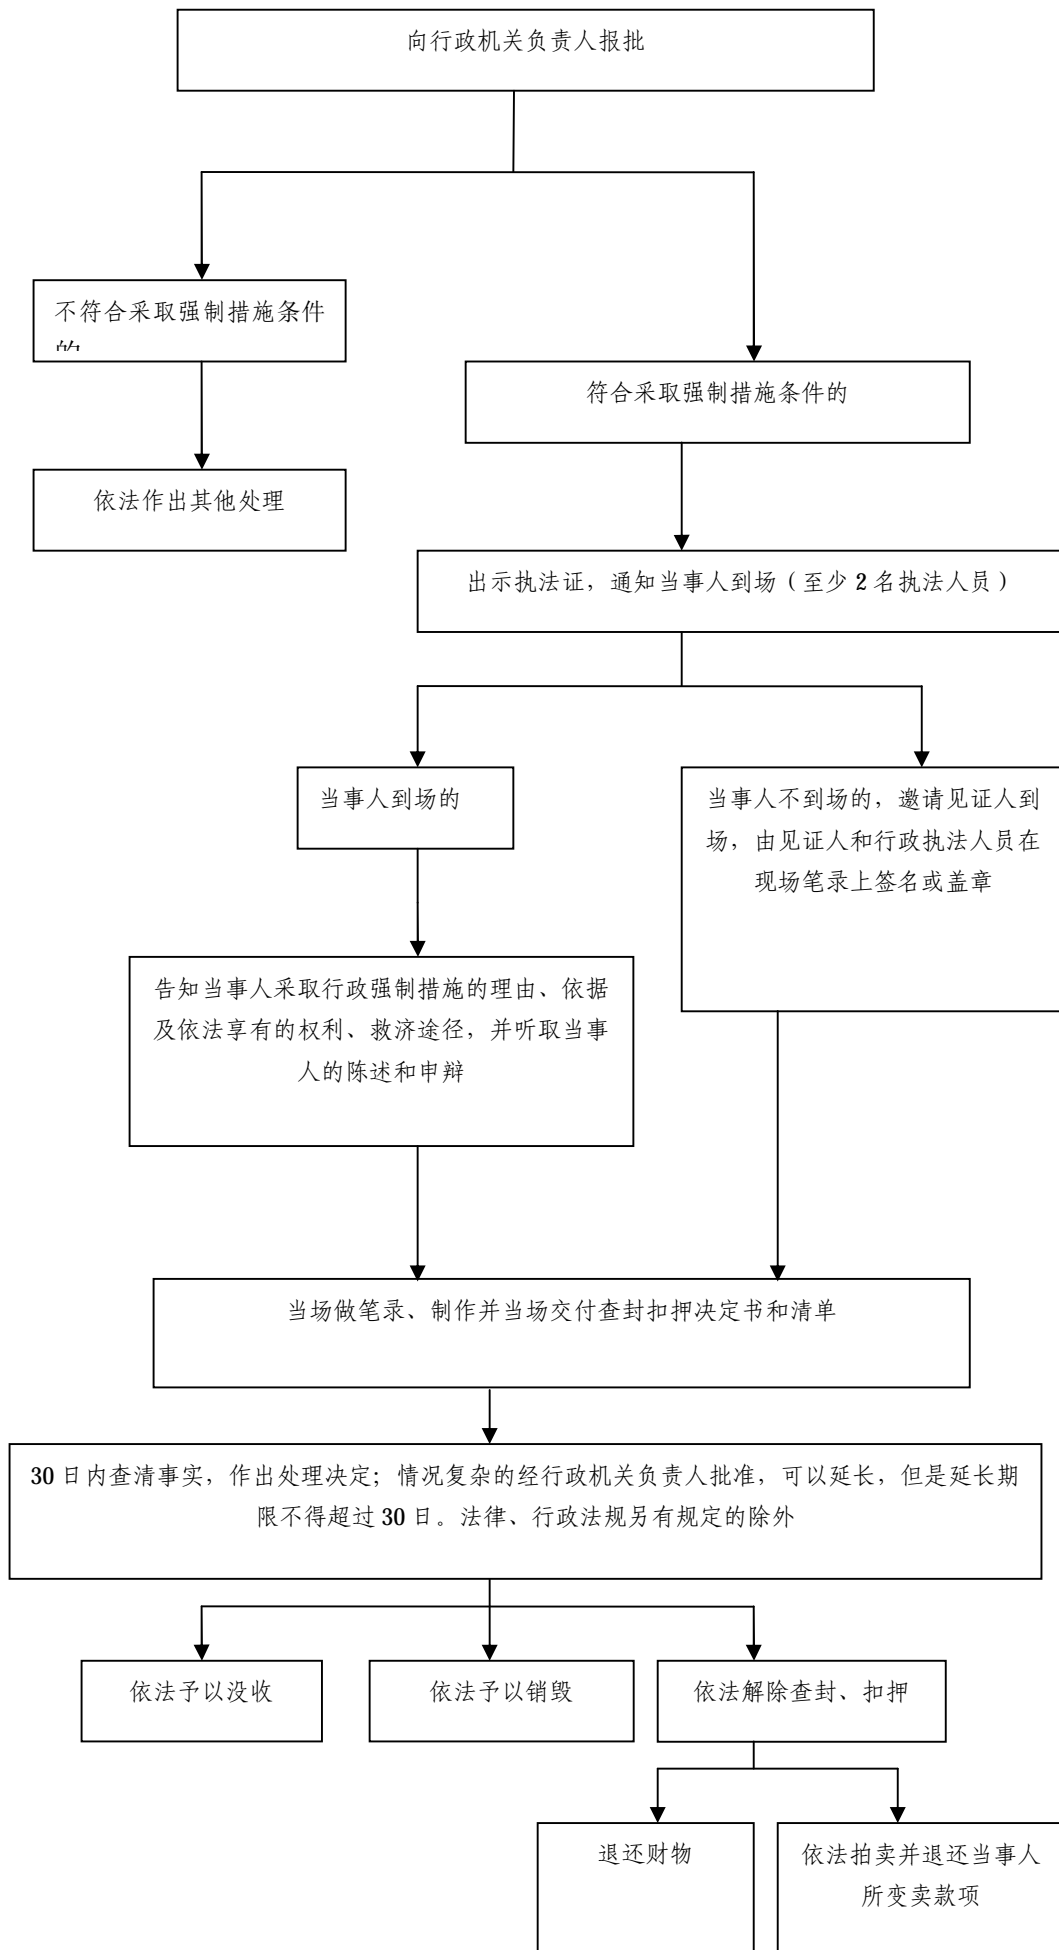 向行政机关负责人报批
不符合采取强制措施条件
的
符合采取强制措施条件的
依法作出其他处理
出示执法证，通知当事人到场（至少 2 名执法人员）
当事人到场的
当事人不到场的，邀请见证人到
场，由见证人和行政执法人员在
现场笔录上签名或盖章
告知当事人采取行政强制措施的理由、依据
及依法享有的权利、救济途径，并听取当事
人的陈述和申辩
当场做笔录、制作并当场交付查封扣押决定书和清单
30 日内查清事实，作出处理决定；情况复杂的经行政机关负责人批准，可以延长，但是延长期
限不得超过 30 日。法律、行政法规另有规定的除外
依法予以没收
依法予以销毁
依法解除查封、扣押
退还财物
依法拍卖并退还当事人
所变卖款项